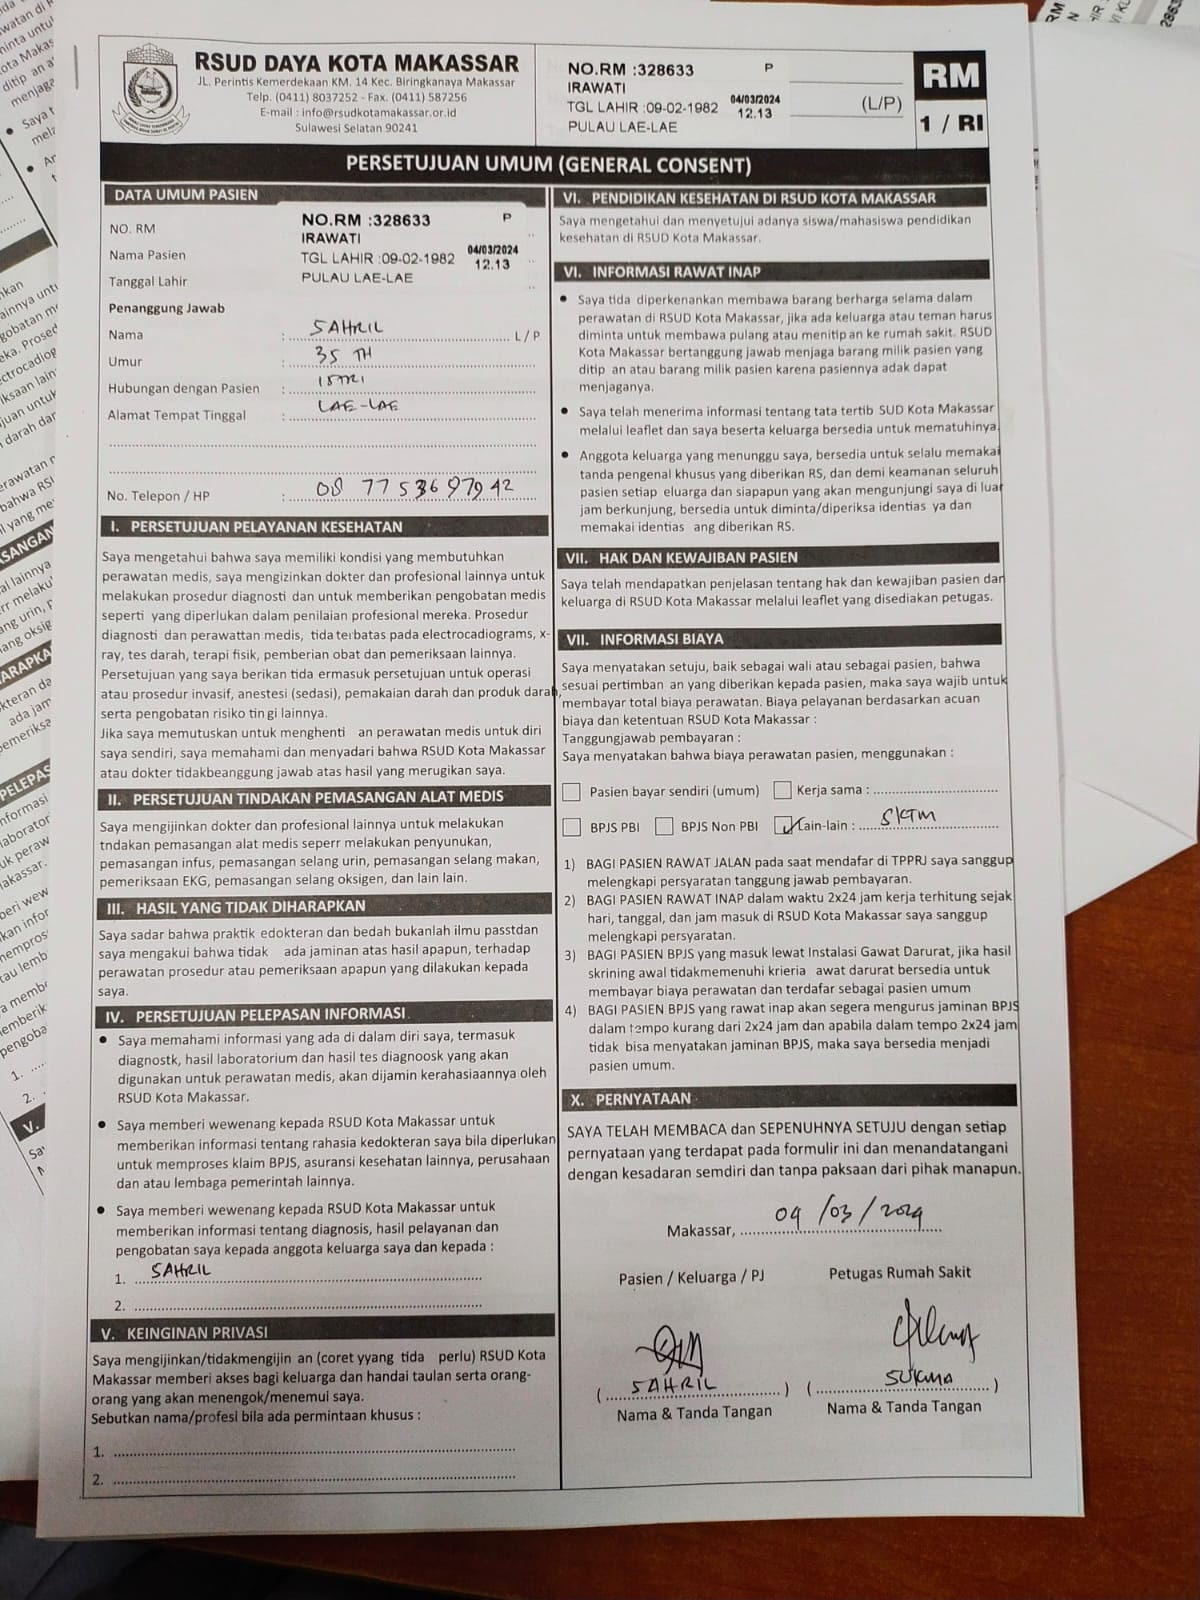 RSUD DAYA KOTA MAKASSAR
JL. Perintis Kemerdekaan KM. 14 Kec. Biringkanaya Makassar
Telp. (0411) 8037252 - Fax. (0411) 587256
E-mail : info@rsudkotamakassar.or.id
Sulawesi Selatan 90241
NO.RM :328633 P
IRAWATI
TGL LAHIR :09-02-1982 04/03/2024 12.13
PULAU LAE-LAE
(L/P)
RM
1 / RI
PERSETUJUAN UMUM (GENERAL CONSENT)
DATA UMUM PASIEN
NO. RM
Nama Pasien
Tanggal Lahir
NO.RM :328633 P
IRAWATI
TGL LAHIR :09-02-1982 04/03/2024 12.13
PULAU LAE-LAE
Penanggung Jawab
Nama : SAHRIL L / P
Umur : 35 TH
Hubungan dengan Pasien : ISTRI
Alamat Tempat Tinggal : LAE-LAE
No. Telepon / HP : 08 77 53697942
I. PERSETUJUAN PELAYANAN KESEHATAN
Saya mengetahui bahwa saya memiliki kondisi yang membutuhkan
perawatan medis, saya mengizinkan dokter dan profesional lainnya untuk
melakukan prosedur diagnosti dan untuk memberikan pengobatan medis
seperti yang diperlukan dalam penilaian profesional mereka. Prosedur
diagnosti dan perawattan medis, tida terbatas pada electrocadiograms, x-
ray, tes darah, terapi fisik, pemberian obat dan pemeriksaan lainnya.
Persetujuan yang saya berikan tida ermasuk persetujuan untuk operasi
atau prosedur invasif, anestesi (sedasi), pemakaian darah dan produk darah,
serta pengobatan risiko tin gi lainnya.
Jika saya memutuskan untuk menghenti an perawatan medis untuk diri
saya sendiri, saya memahami dan menyadari bahwa RSUD Kota Makassar
atau dokter tidakbeanggung jawab atas hasil yang merugikan saya.
II. PERSETUJUAN TINDAKAN PEMASANGAN ALAT MEDIS
Saya mengijinkan dokter dan profesional lainnya untuk melakukan
tndakan pemasangan alat medis seperr melakukan penyunukan,
pemasangan infus, pemasangan selang urin, pemasangan selang makan,
pemeriksaan EKG, pemasangan selang oksigen, dan lain lain.
III. HASIL YANG TIDAK DIHARAPKAN
Saya sadar bahwa praktik edokteran dan bedah bukanlah ilmu passtdan
saya mengakui bahwa tidak ada jaminan atas hasil apapun, terhadap
perawatan prosedur atau pemeriksaan apapun yang dilakukan kepada
saya.
IV. PERSETUJUAN PELEPASAN INFORMASI
• Saya memahami informasi yang ada di dalam diri saya, termasuk
diagnostk, hasil laboratorium dan hasil tes diagnoosk yang akan
digunakan untuk perawatan medis, akan dijamin kerahasiaannya oleh
RSUD Kota Makassar.
• Saya memberi wewenang kepada RSUD Kota Makassar untuk
memberikan informasi tentang rahasia kedokteran saya bila diperlukan
untuk memproses klaim BPJS, asuransi kesehatan lainnya, perusahaan
dan atau lembaga pemerintah lainnya.
• Saya memberi wewenang kepada RSUD Kota Makassar untuk
memberikan informasi tentang diagnosis, hasil pelayanan dan
pengobatan saya kepada anggota keluarga saya dan kepada :
1. SAHRIL
2.
V. KEINGINAN PRIVASI
Saya mengijinkan/tidakmengijin an (coret yyang tida perlu) RSUD Kota
Makassar memberi akses bagi keluarga dan handai taulan serta orang-
orang yang akan menengok/menemui saya.
Sebutkan nama/profesi bila ada permintaan khusus :
1.
2.
VI. PENDIDIKAN KESEHATAN DI RSUD KOTA MAKASSAR
Saya mengetahui dan menyetujui adanya siswa/mahasiswa pendidikan
kesehatan di RSUD Kota Makassar.
VI. INFORMASI RAWAT INAP
• Saya tida diperkenankan membawa barang berharga selama dalam
perawatan di RSUD Kota Makassar, jika ada keluarga atau teman harus
diminta untuk membawa pulang atau menitip an ke rumah sakit. RSUD
Kota Makassar bertanggung jawab menjaga barang milik pasien yang
ditip an atau barang milik pasien karena pasiennya adak dapat
menjaganya.
• Saya telah menerima informasi tentang tata tertib SUD Kota Makassar
melalui leaflet dan saya beserta keluarga bersedia untuk mematuhinya.
• Anggota keluarga yang menunggu saya, bersedia untuk selalu memakai
tanda pengenal khusus yang diberikan RS, dan demi keamanan seluruh
pasien setiap eluarga dan siapapun yang akan mengunjungi saya di luar
jam berkunjung, bersedia untuk diminta/diperiksa identias ya dan
memakai identias ang diberikan RS.
VII. HAK DAN KEWAJIBAN PASIEN
Saya telah mendapatkan penjelasan tentang hak dan kewajiban pasien dan
keluarga di RSUD Kota Makassar melalui leaflet yang disediakan petugas.
VII. INFORMASI BIAYA
Saya menyatakan setuju, baik sebagai wali atau sebagai pasien, bahwa
sesuai pertimban an yang diberikan kepada pasien, maka saya wajib untuk
membayar total biaya perawatan. Biaya pelayanan berdasarkan acuan
biaya dan ketentuan RSUD Kota Makassar :
Tanggungjawab pembayaran :
Saya menyatakan bahwa biaya perawatan pasien, menggunakan :
Pasien bayar sendiri (umum) Kerja sama :
BPJS PBI BPJS Non PBI Lain-lain : SKTM
1) BAGI PASIEN RAWAT JALAN pada saat mendafar di TPPRJ saya sanggup
melengkapi persyaratan tanggung jawab pembayaran.
2) BAGI PASIEN RAWAT INAP dalam waktu 2x24 jam kerja terhitung sejak
hari, tanggal, dan jam masuk di RSUD Kota Makassar saya sanggup
melengkapi persyaratan.
3) BAGI PASIEN BPJS yang masuk lewat Instalasi Gawat Darurat, jika hasil
skrining awal tidakmemenuhi krieria awat darurat bersedia untuk
membayar biaya perawatan dan terdafar sebagai pasien umum
4) BAGI PASIEN BPJS yang rawat inap akan segera mengurus jaminan BPJS
dalam tempo kurang dari 2x24 jam dan apabila dalam tempo 2x24 jam
tidak bisa menyatakan jaminan BPJS, maka saya bersedia menjadi
pasien umum.
X. PERNYATAAN
SAYA TELAH MEMBACA dan SEPENUHNYA SETUJU dengan setiap
pernyataan yang terdapat pada formulir ini dan menandatangani
dengan kesadaran semdiri dan tanpa paksaan dari pihak manapun.
Makassar, 04/03/2024
Pasien / Keluarga / PJ Petugas Rumah Sakit
( SAHRIL ) ( SUKMA )
Nama & Tanda Tangan Nama & Tanda Tangan